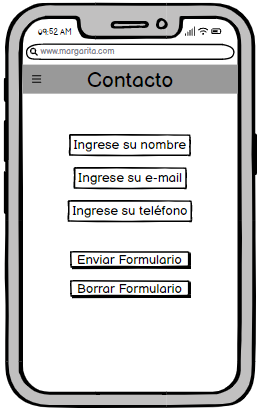 09:52 AM
www.margarita.com
Contacto
Ingrese su nombre
Ingrese su e-mail
Ingrese su teléfono
Enviar Formulario
Borrar Formulario